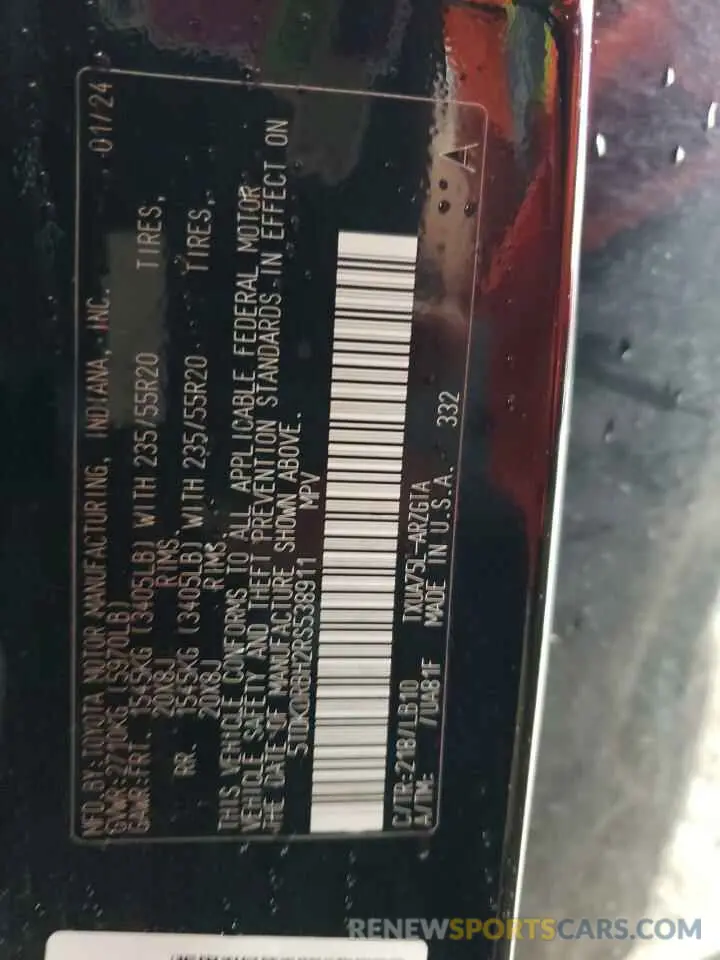 MFD.BY:TOYOTA MOTOR MANUFACTURING, INDIANA, INC. 01/24
GVWR:2710KG (5970LB)
GAWR:FRT. 1545KG (3405LB) WITH 235/55R20 TIRES,
20X8J RIMS.
RR. 1545KG (3405LB) WITH 235/55R20 TIRES,
20X8J RIMS.
THIS VEHICLE CONFORMS TO ALL APPLICABLE FEDERAL MOTOR
VEHICLE SAFETY AND THEFT PREVENTION STANDARDS IN EFFECT ON
THE DATE OF MANUFACTURE SHOWN ABOVE.
5TDKDRBH2RS538911 MPV
C/TR:218/LB10 TXUA75L-ARZGTA A
A/TM: /UA81F MADE IN U.S.A. 332
RENEWSPORTSCARS.COM